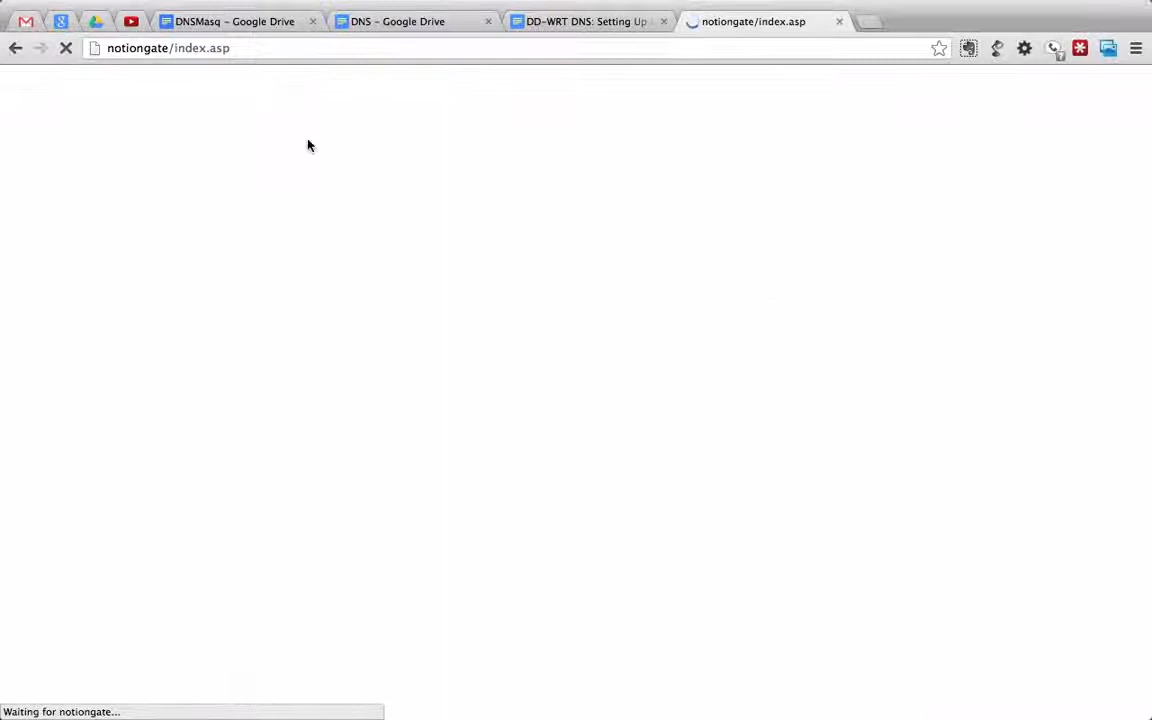 DNSMasq – Google Drive
DNS – Google Drive
DD-WRT DNS: Setting Up
notiongate/index.asp
notiongate/index.asp
Waiting for notiongate...